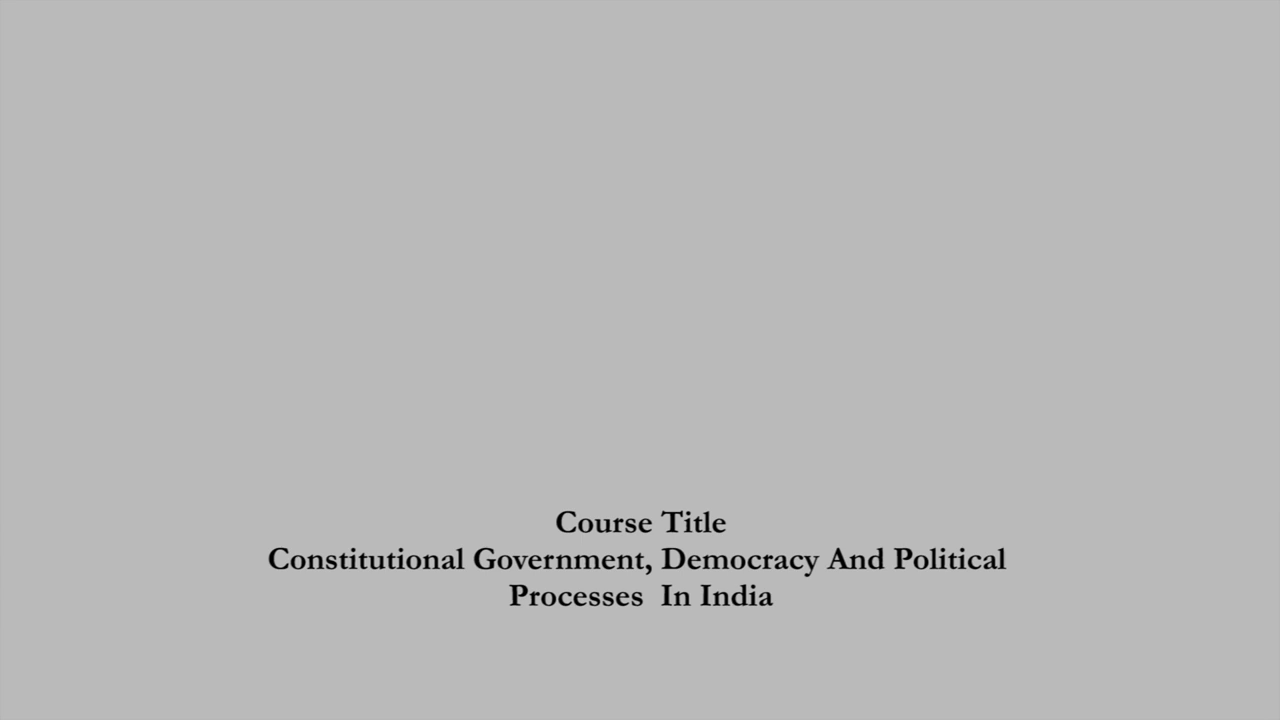 Course Title
Constitutional Government, Democracy And Political
Processes  In India